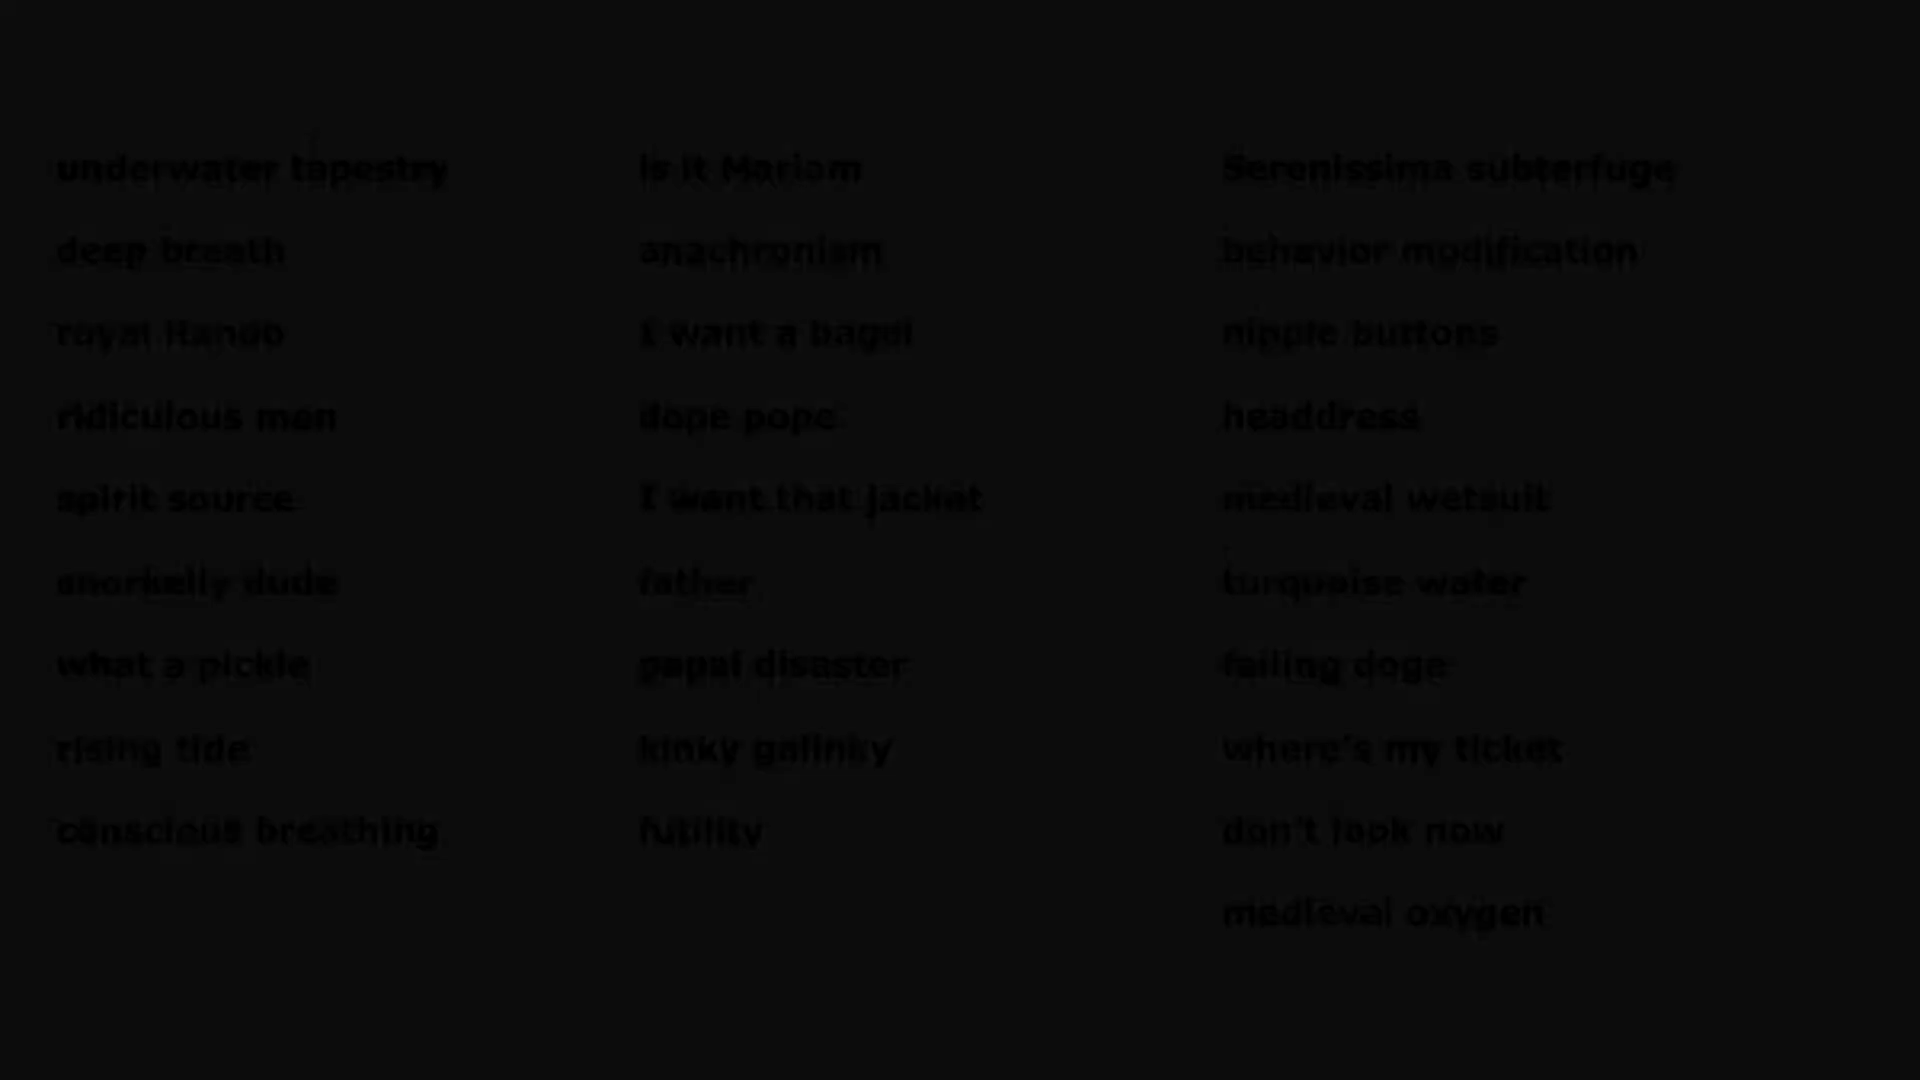 underwater tapestry
deep breath
royal
ridiculous men
spirit source
snorkelly dude
what a pickle
rising tide
conscious breathing
is it Mariam
anachronism
I want a bagel
dope pope
I want that jacket
father
papal disaster
kinky galinky
futility
Serenissima subterfuge
behavior modification
nipple buttons
headdress
medieval wetsuit
turquoise water
doge
where's my ticket
don't look now
medieval oxygen